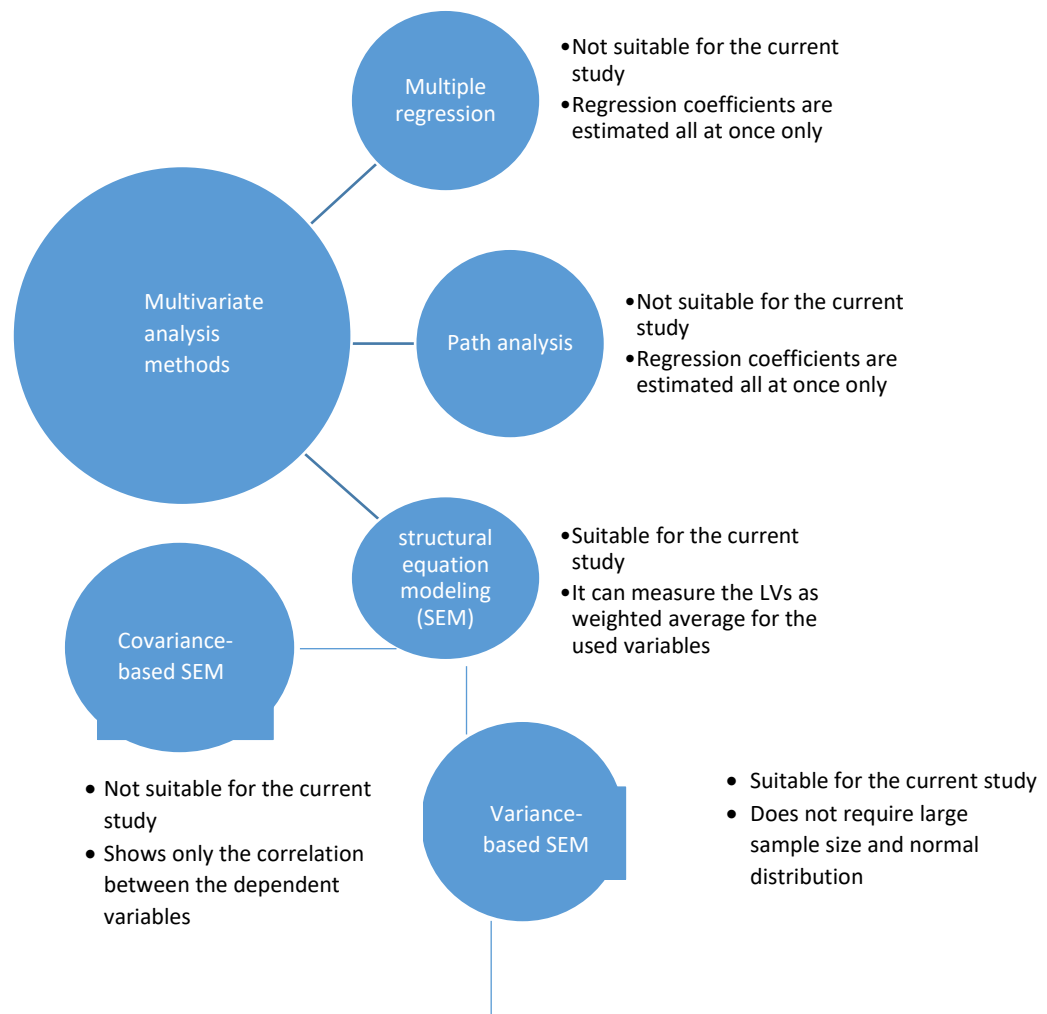 Multiple
regression
•Not suitable for the current
study
•Regression coefficients are
estimated all at once only
Multivariate
analysis
methods
Path analysis
•Not suitable for the current
study
•Regression coefficients are
estimated all at once only
structural
equation
modeling
(SEM)
•Suitable for the current
study
•It can measure the LVs as
weighted average for the
used variables
Covariance-
based SEM
• Not suitable for the current
study
• Shows only the correlation
between the dependent
variables
Variance-
based SEM
• Suitable for the current study
• Does not require large
sample size and normal
distribution